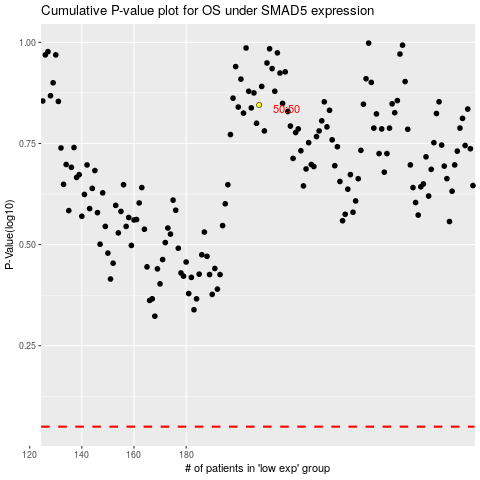 Cumulative P-value plot for OS under SMAD5 expression
P-Value(log10)
1.00
0.75
0.50
0.25
50:50
120 140 160 180
# of patients in 'low exp' group